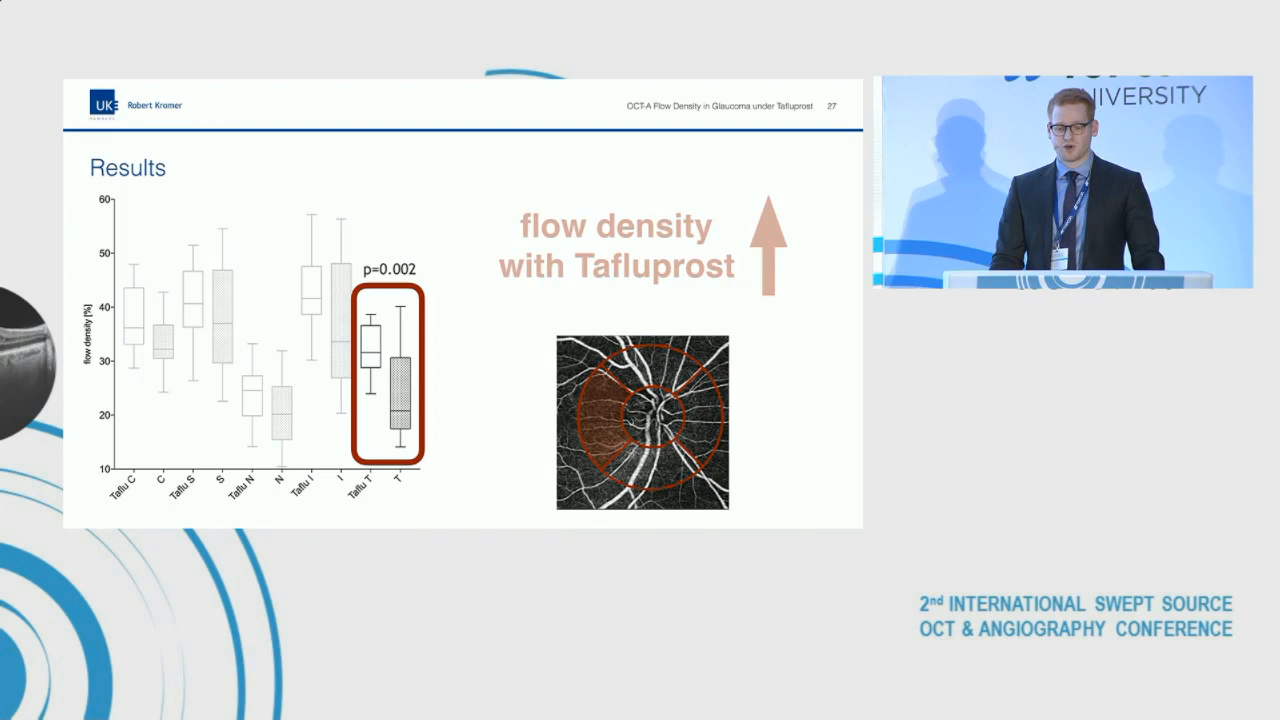 UKE
HAMBURG
Robert Kromer
OCT-A Flow Density in Glaucoma under Tafluprost 27
Results
flow density
with Tafluprost
p=0.002
60
50
40
30
20
10
flow density [%]
Taflu C
C
Taflu S
S
Taflu N
N
Taflu I
I
Taflu T
T
UNIVERSITY
2nd INTERNATIONAL SWEPT SOURCE
OCT & ANGIOGRAPHY CONFERENCE